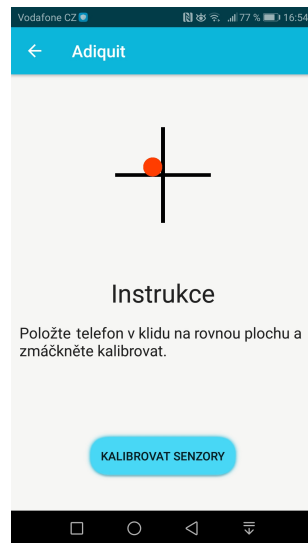 Vodafone CZ 77 % 16:54
Adiquit
Instrukce
Položte telefon v klidu na rovnou plochu a
zmáčkněte kalibrovat.
KALIBROVAT SENZORY